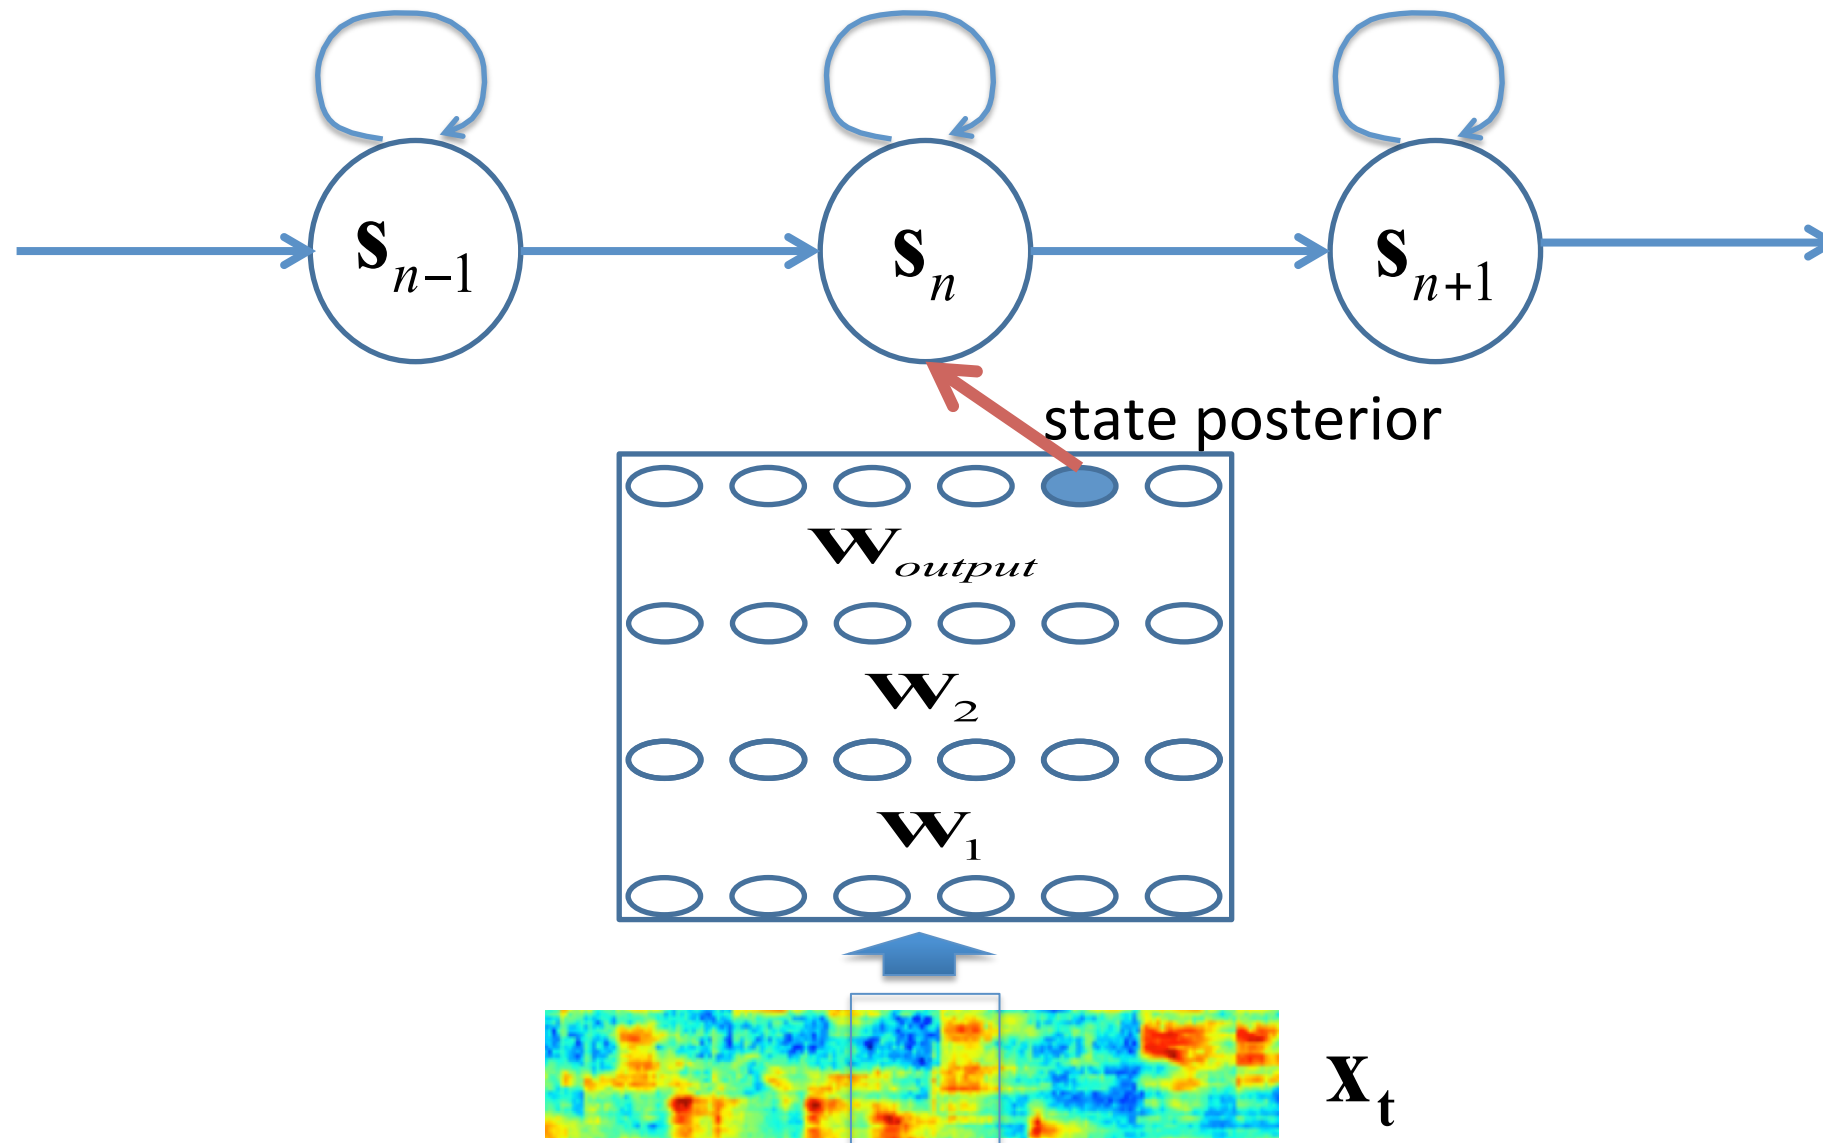 s_{n-1} s_n s_{n+1}
state posterior
W_{output}
W_2
W_1
x_t